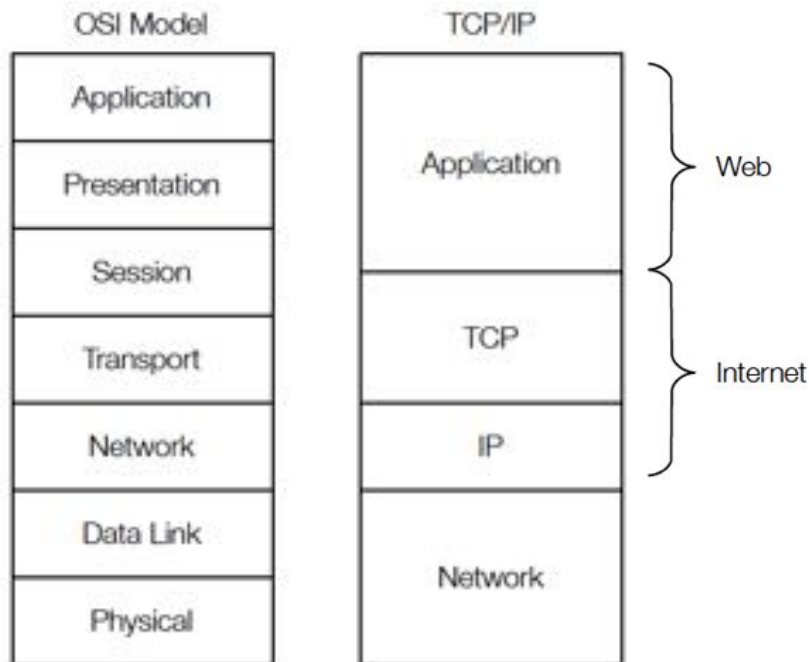 OSI Model
Application
Presentation
Session
Transport
Network
Data Link
Physical
TCP/IP
Application
TCP
IP
Network
Web
Internet